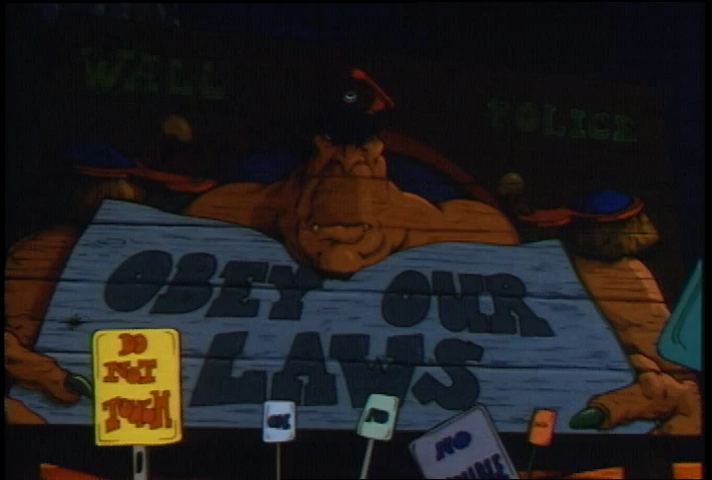 WALL
POLICE
OBEY OUR
LAWS
DO
NOT
TOUCH
NO